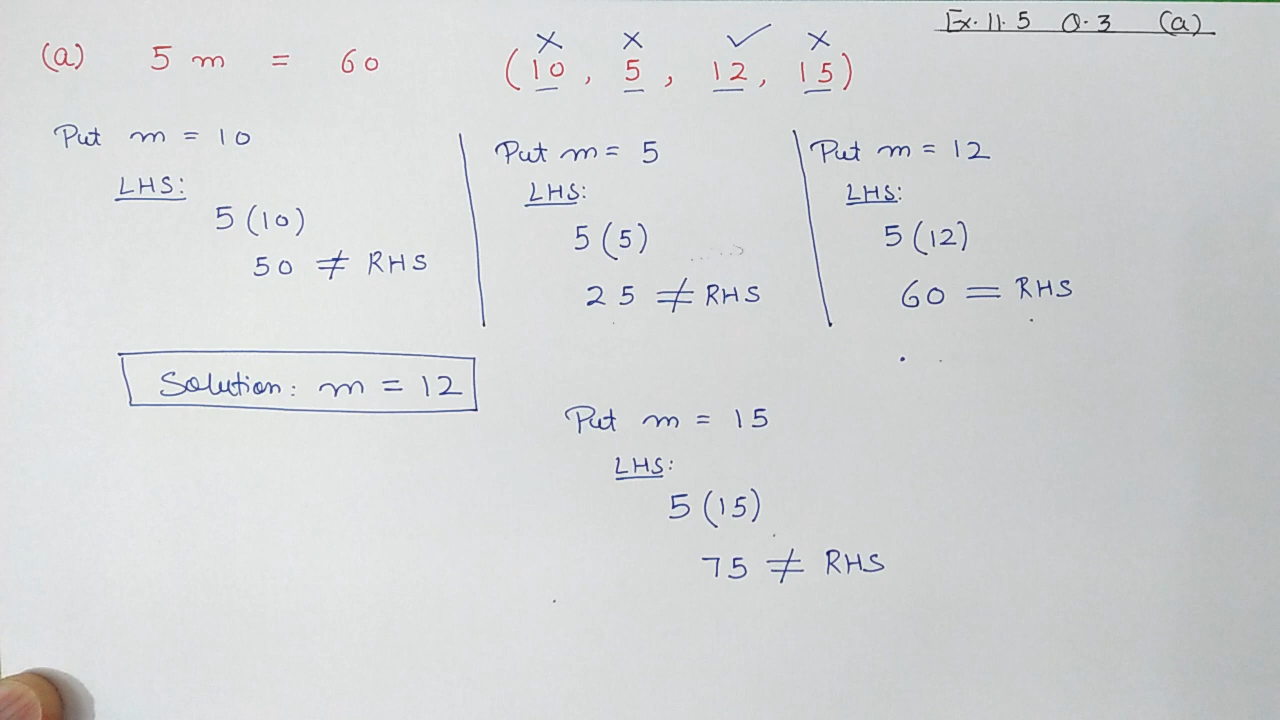 Ex. 11.5 Q.3 (a)
(a) 5 m = 60 (10, 5, 12, 15)
Put m = 10
LHS:
5 (10)
50 ≠ RHS
Put m = 5
LHS:
5 (5)
25 ≠ RHS
Put m = 12
LHS:
5 (12)
60 = RHS
Solution: m = 12
Put m = 15
LHS:
5 (15)
75 ≠ RHS